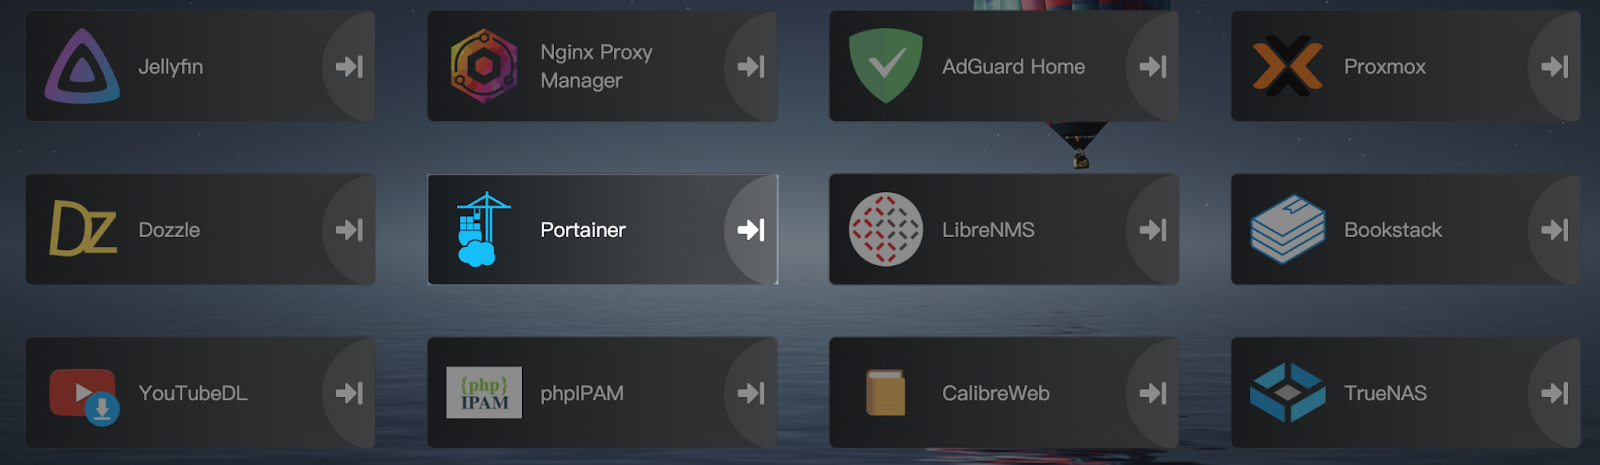 Jellyfin
Nginx Proxy
Manager
AdGuard Home
Proxmox
DZ
Dozzle
Portainer
LibreNMS
Bookstack
YouTubeDL
{php}
IPAM
phpIPAM
CalibreWeb
TrueNAS